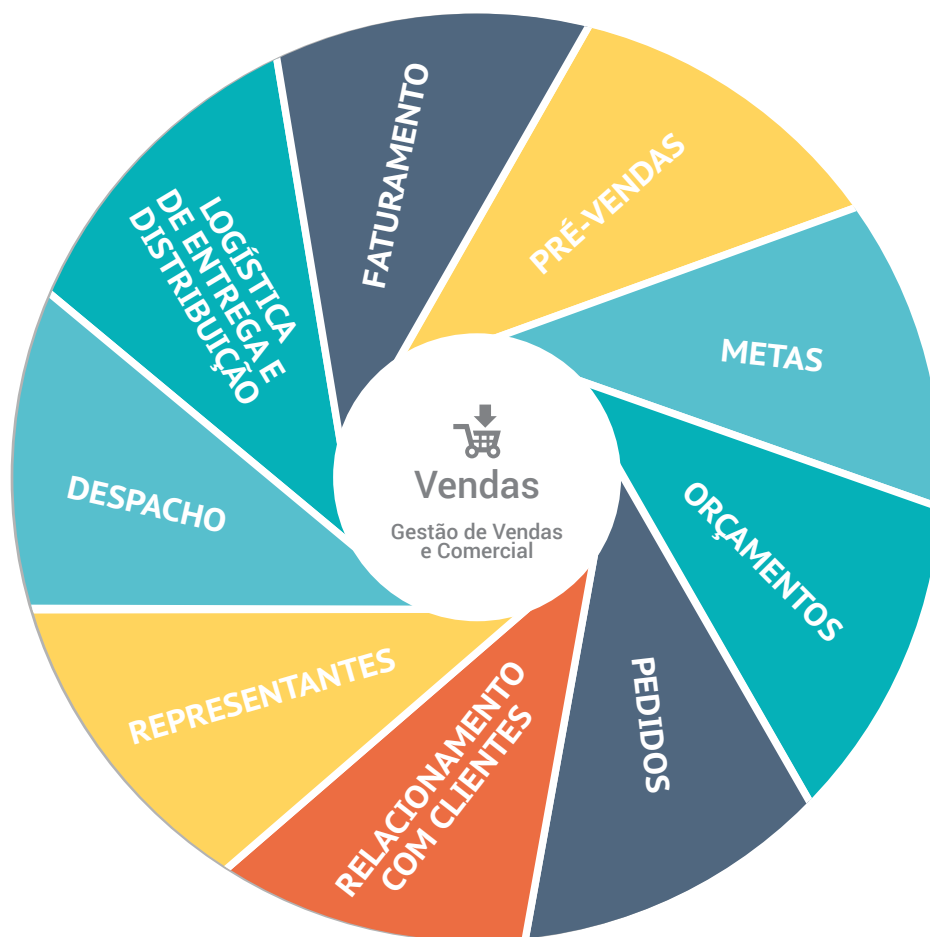 FATURAMENTO
PRÉ-VENDAS
METAS
ORÇAMENTOS
PEDIDOS
RELACIONAMENTO
COM CLIENTES
REPRESENTANTES
DESPACHO
LOGÍSTICA
DE ENTREGA E
DISTRIBUIÇÃO
Vendas
Gestão de Vendas
e Comercial